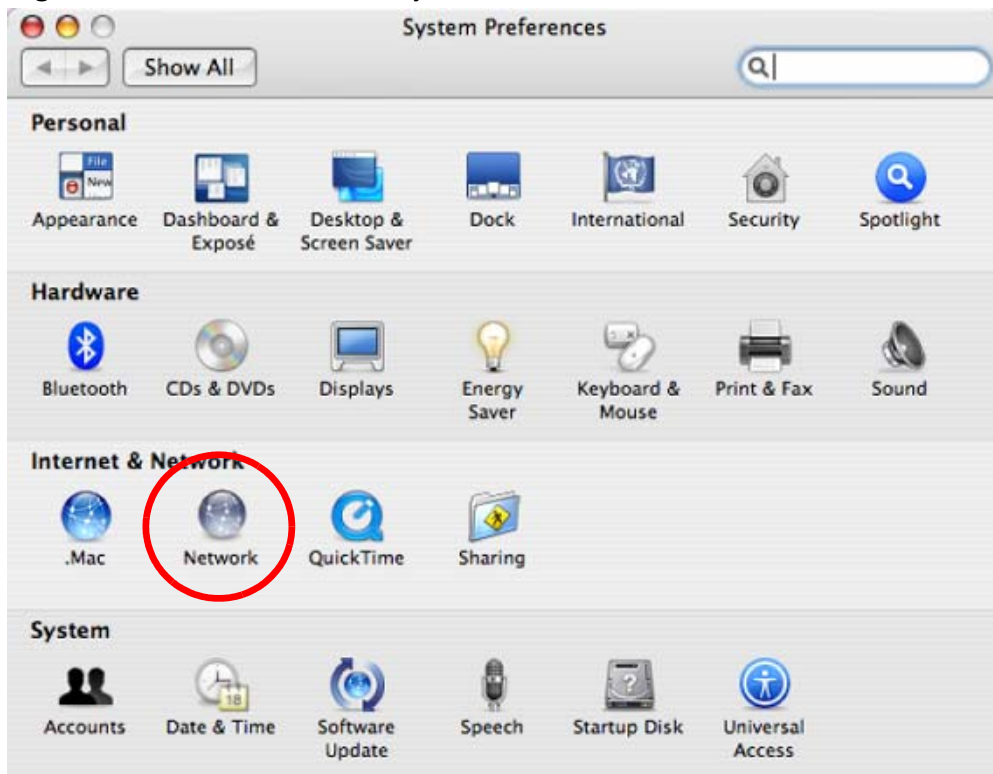 System Preferences
Show All
Personal
File
New
Appearance
Dashboard &
Exposé
Desktop &
Screen Saver
Dock
International
Security
Spotlight
Hardware
Bluetooth
CDs & DVDs
Displays
Energy
Saver
Keyboard &
Mouse
Print & Fax
Sound
Internet & Network
.Mac
Network
QuickTime
Sharing
System
18
Accounts
Date & Time
Software
Update
Speech
?
Startup Disk
Universal
Access